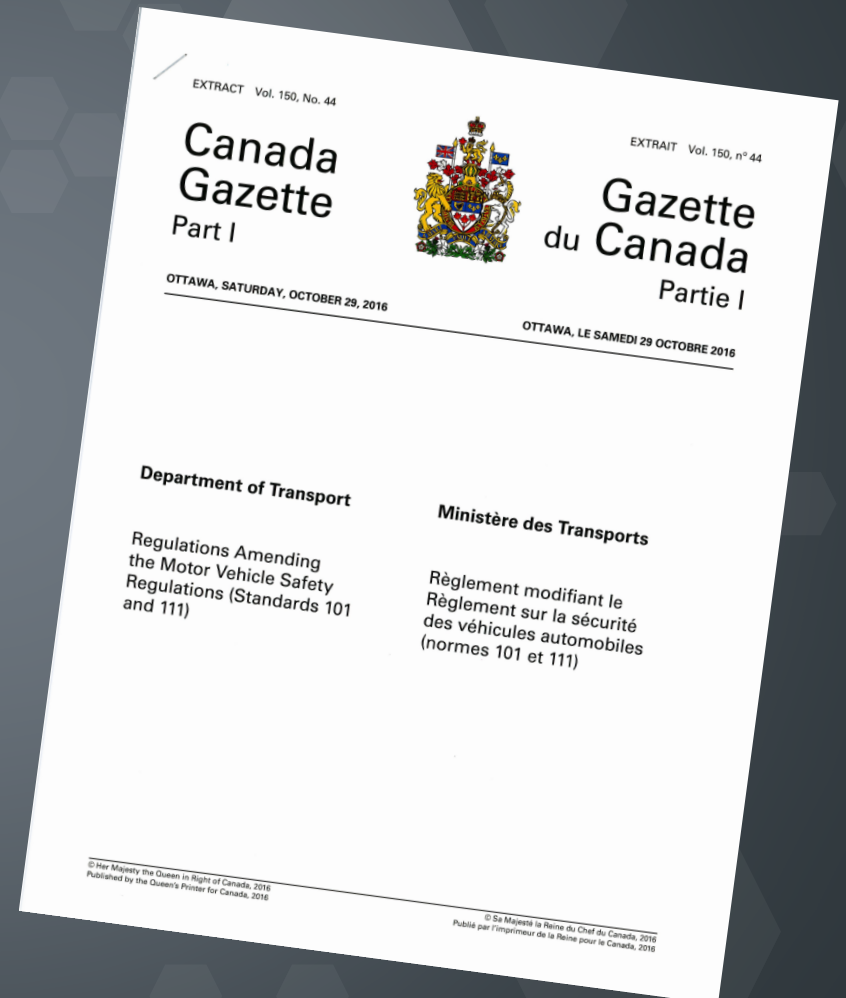 EXTRACT Vol. 150, No. 44
Canada
Gazette
Part I
OTTAWA, SATURDAY, OCTOBER 29, 2016
EXTRAIT Vol. 150, nº 44
Gazette
du Canada
Partie I
OTTAWA, LE SAMEDI 29 OCTOBRE 2016
Department of Transport
Regulations Amending
the Motor Vehicle Safety
Regulations (Standards 101
and 111)
Ministère des Transports
Règlement modifiant le
Règlement sur la sécurité
des véhicules automobiles
(normes 101 et 111)
© Her Majesty the Queen in Right of Canada, 2016
Published by the Queen's Printer for Canada, 2016
© Sa Majesté la Reine du Chef du Canada, 2016
Publié par l'imprimeur de la Reine pour le Canada, 2016